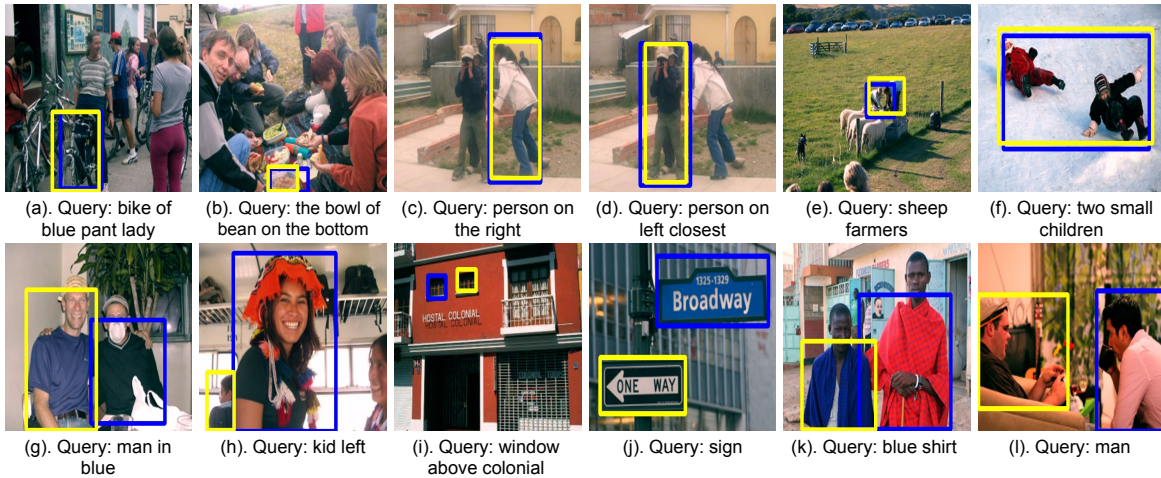 (a). Query: bike of
blue pant lady
(b). Query: the bowl of
bean on the bottom
(c). Query: person on
the right
(d). Query: person on
left closest
(e). Query: sheep
farmers
(f). Query: two small
children
HOSTAL COLONIAL
HOSTAL COLONIAL
1325-1329
Broadway
ONE WAY
(g). Query: man in
blue
(h). Query: kid left
(i). Query: window
above colonial
(j). Query: sign
(k). Query: blue shirt
(l). Query: man